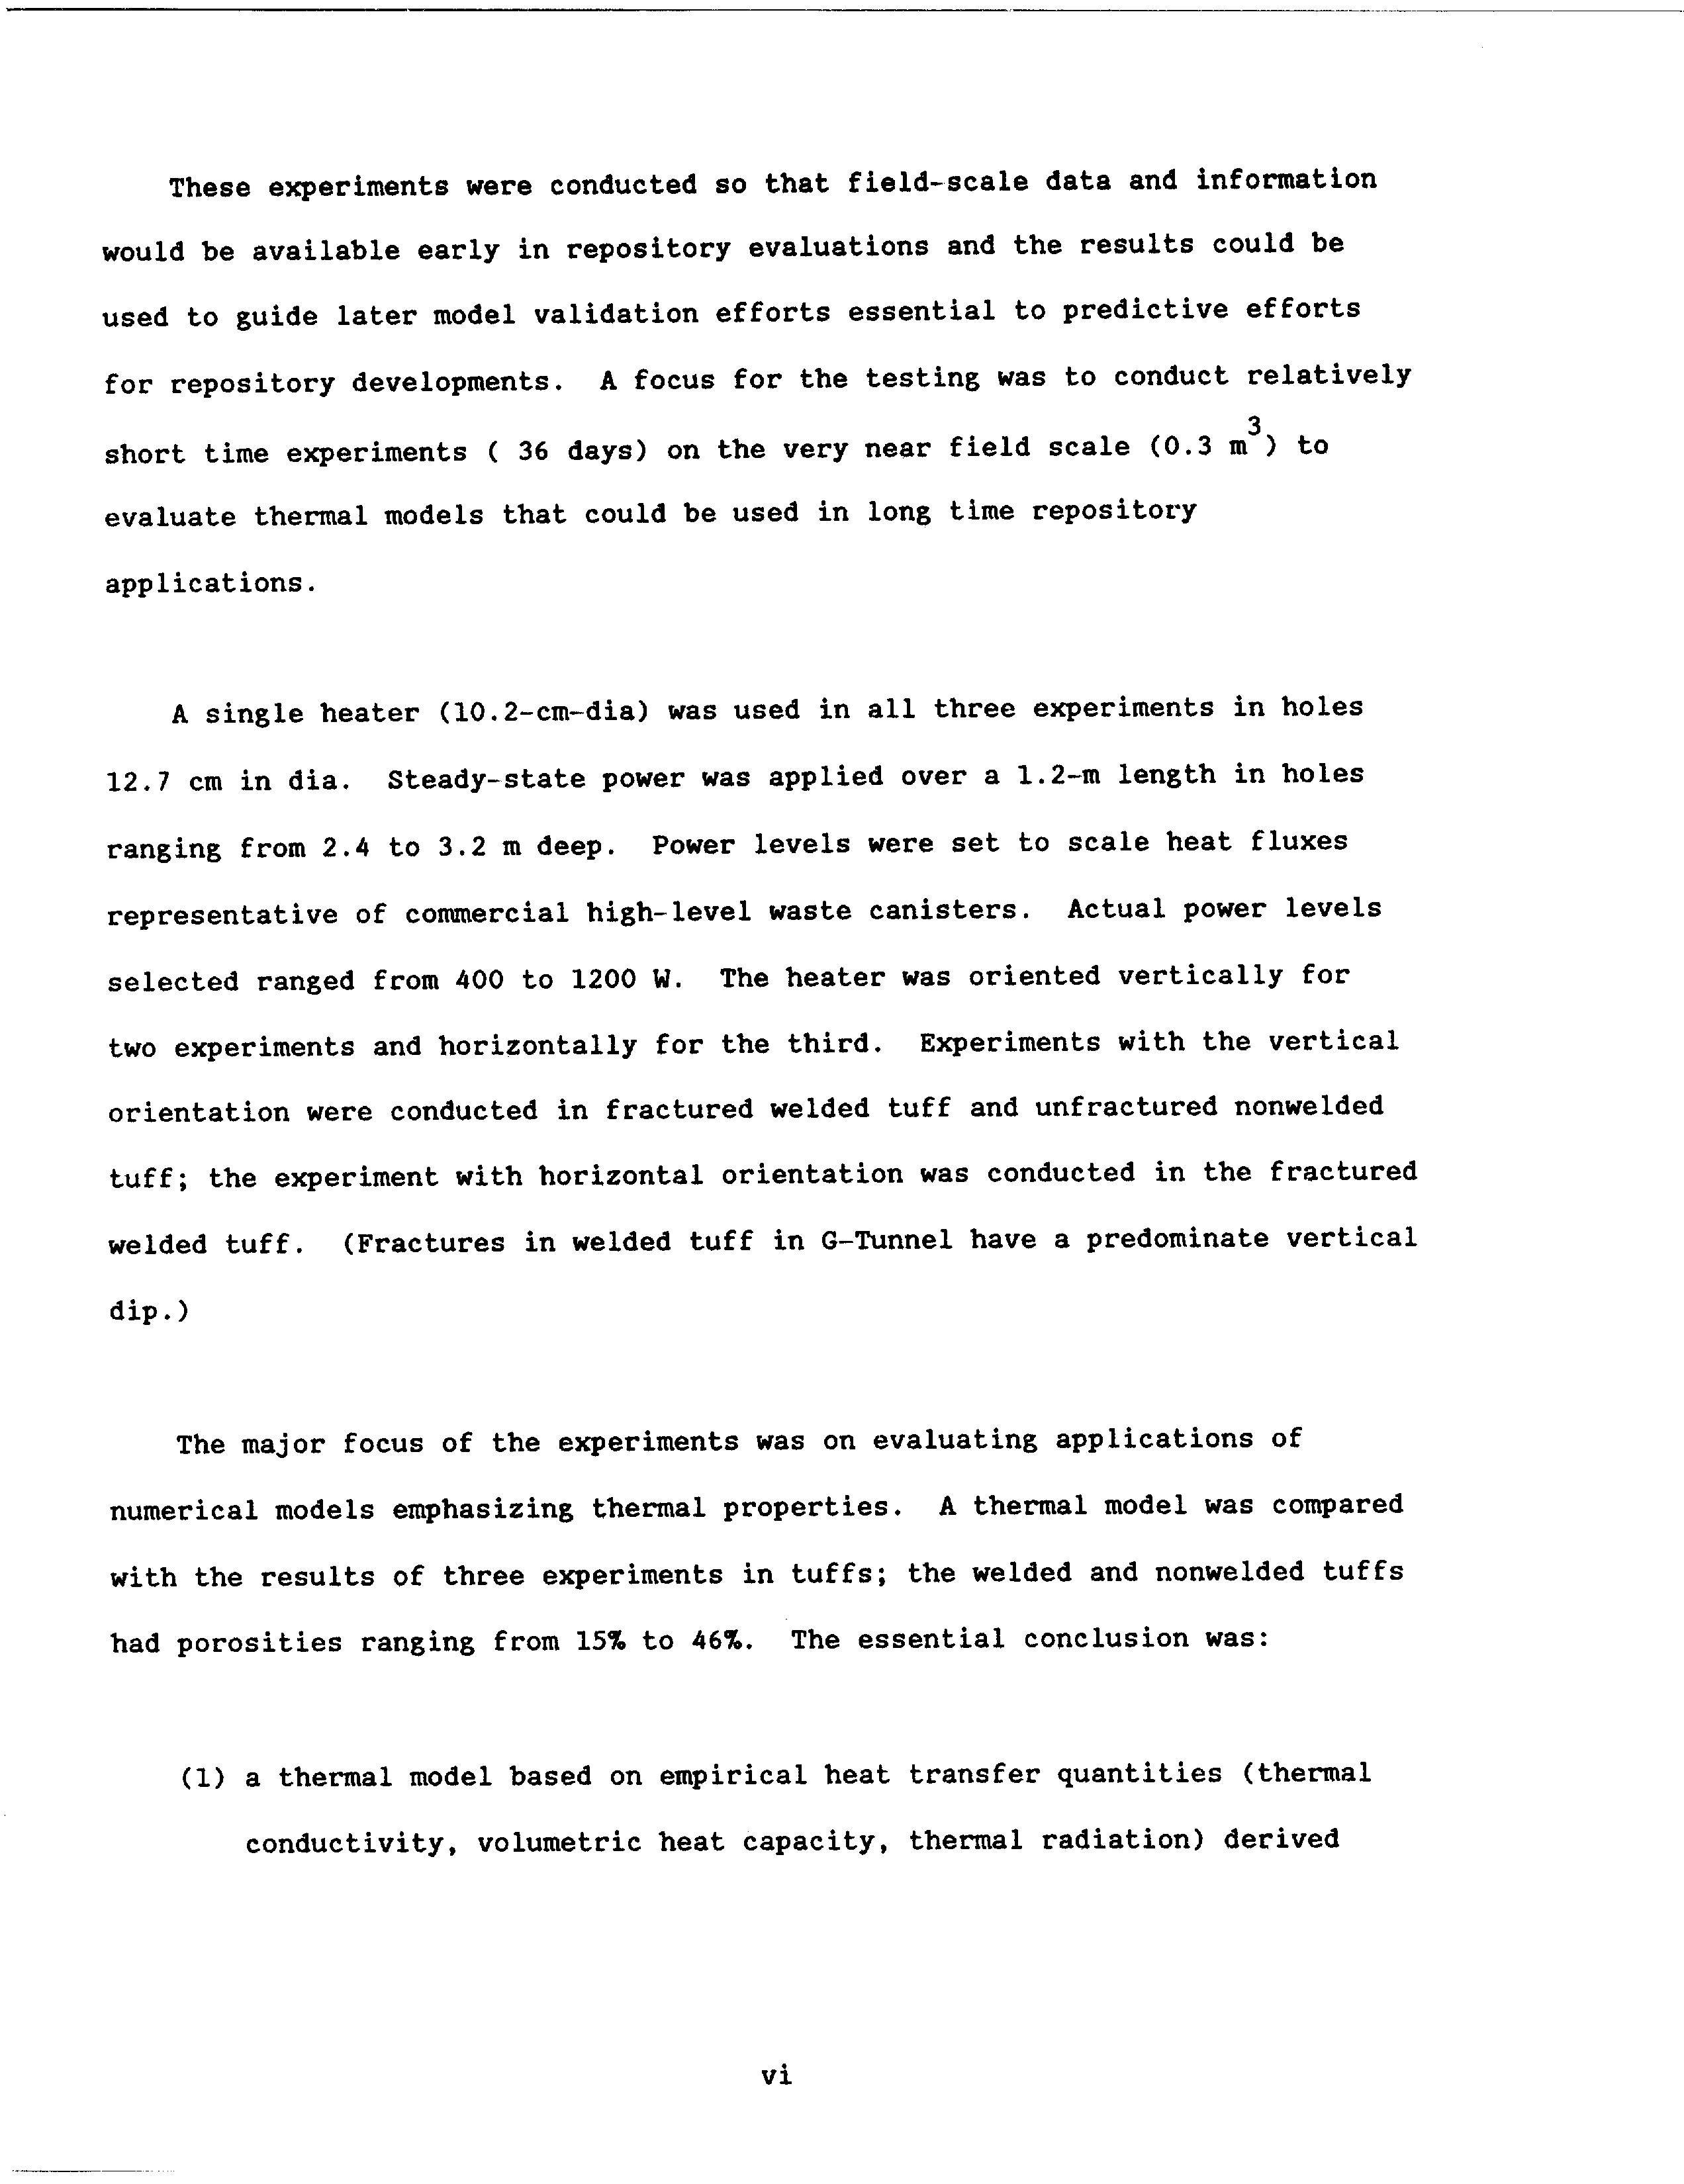 These experiments were conducted so that field-scale data and information
would be available early in repository evaluations and the results could be
used to guide later model validation efforts essential to predictive efforts
for repository developments.  A focus for the testing was to conduct relatively
short time experiments ( 36 days) on the very near field scale (0.3 m³) to
evaluate thermal models that could be used in long time repository
applications.
A single heater (10.2-cm-dia) was used in all three experiments in holes
12.7 cm in dia.  Steady-state power was applied over a 1.2-m length in holes
ranging from 2.4 to 3.2 m deep.  Power levels were set to scale heat fluxes
representative of commercial high-level waste canisters.  Actual power levels
selected ranged from 400 to 1200 W.  The heater was oriented vertically for
two experiments and horizontally for the third.  Experiments with the vertical
orientation were conducted in fractured welded tuff and unfractured nonwelded
tuff; the experiment with horizontal orientation was conducted in the fractured
welded tuff.  (Fractures in welded tuff in G-Tunnel have a predominate vertical
dip.)
The major focus of the experiments was on evaluating applications of
numerical models emphasizing thermal properties.  A thermal model was compared
with the results of three experiments in tuffs; the welded and nonwelded tuffs
had porosities ranging from 15% to 46%.  The essential conclusion was:
(1) a thermal model based on empirical heat transfer quantities (thermal
conductivity, volumetric heat capacity, thermal radiation) derived
vi